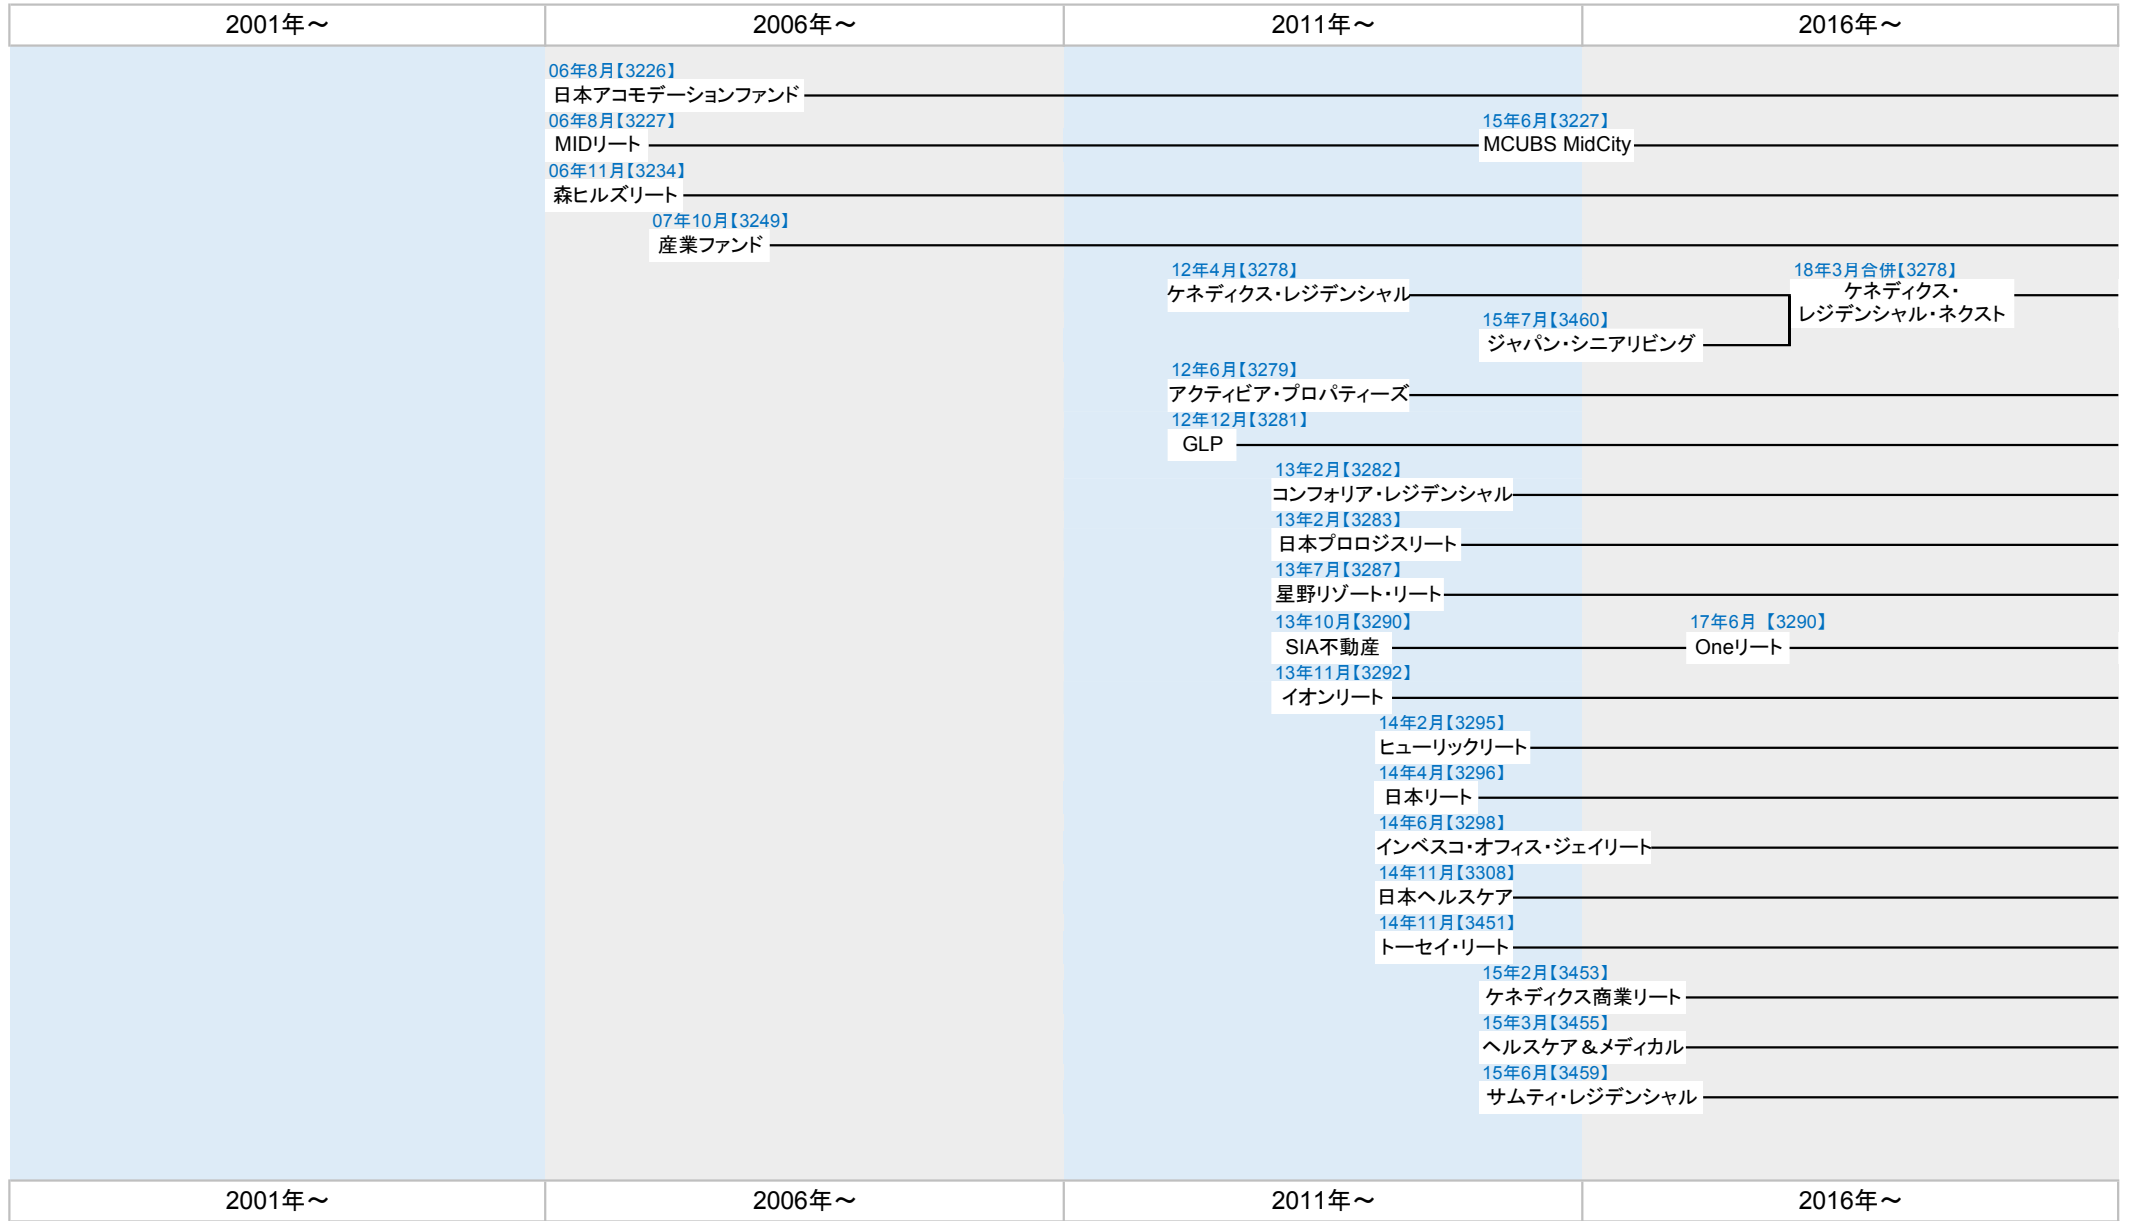 2001年～
2006年～
2011年～
2016年～
06年8月【3226】
日本アコモデーションファンド
06年8月【3227】
MIDリート
15年6月【3227】
MCUBS MidCity
06年11月【3234】
森ヒルズリート
07年10月【3249】
産業ファンド
12年4月【3278】
ケネディクス・レジデンシャル
18年3月合併【3278】
ケネディクス・
レジデンシャル・ネクスト
15年7月【3460】
ジャパン・シニアリビング
12年6月【3279】
アクティビア・プロパティーズ
12年12月【3281】
GLP
13年2月【3282】
コンフォリア・レジデンシャル
13年2月【3283】
日本プロロジスリート
13年7月【3287】
星野リゾート・リート
13年10月【3290】
SIA不動産
17年6月 【3290】
Oneリート
13年11月【3292】
イオンリート
14年2月【3295】
ヒューリックリート
14年4月【3296】
日本リート
14年6月【3298】
インベスコ・オフィス・ジェイリート
14年11月【3308】
日本ヘルスケア
14年11月【3451】
トーセイ・リート
15年2月【3453】
ケネディクス商業リート
15年3月【3455】
ヘルスケア＆メディカル
15年6月【3459】
サムティ・レジデンシャル
2001年～
2006年～
2011年～
2016年～